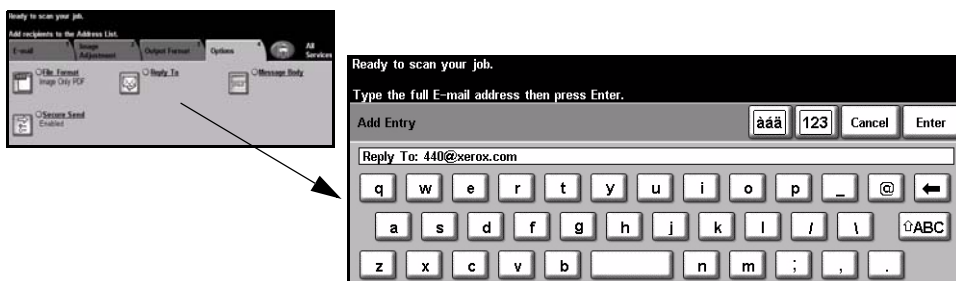 Ready to scan your job.
Add recipients to the Address List.
E-mail
Image Adjustment
Output Format
Options
All Services
File Format
Image Only PDF
Reply To
Message Body
Secure Send
Enabled
Ready to scan your job.
Type the full E-mail address then press Enter.
Add Entry
àáä 123 Cancel Enter
Reply To: 440@xerox.com
q w e r t y u i o p _ @
a s d f g h j k l / \ ⇧ABC
z x c v b n m ; , .